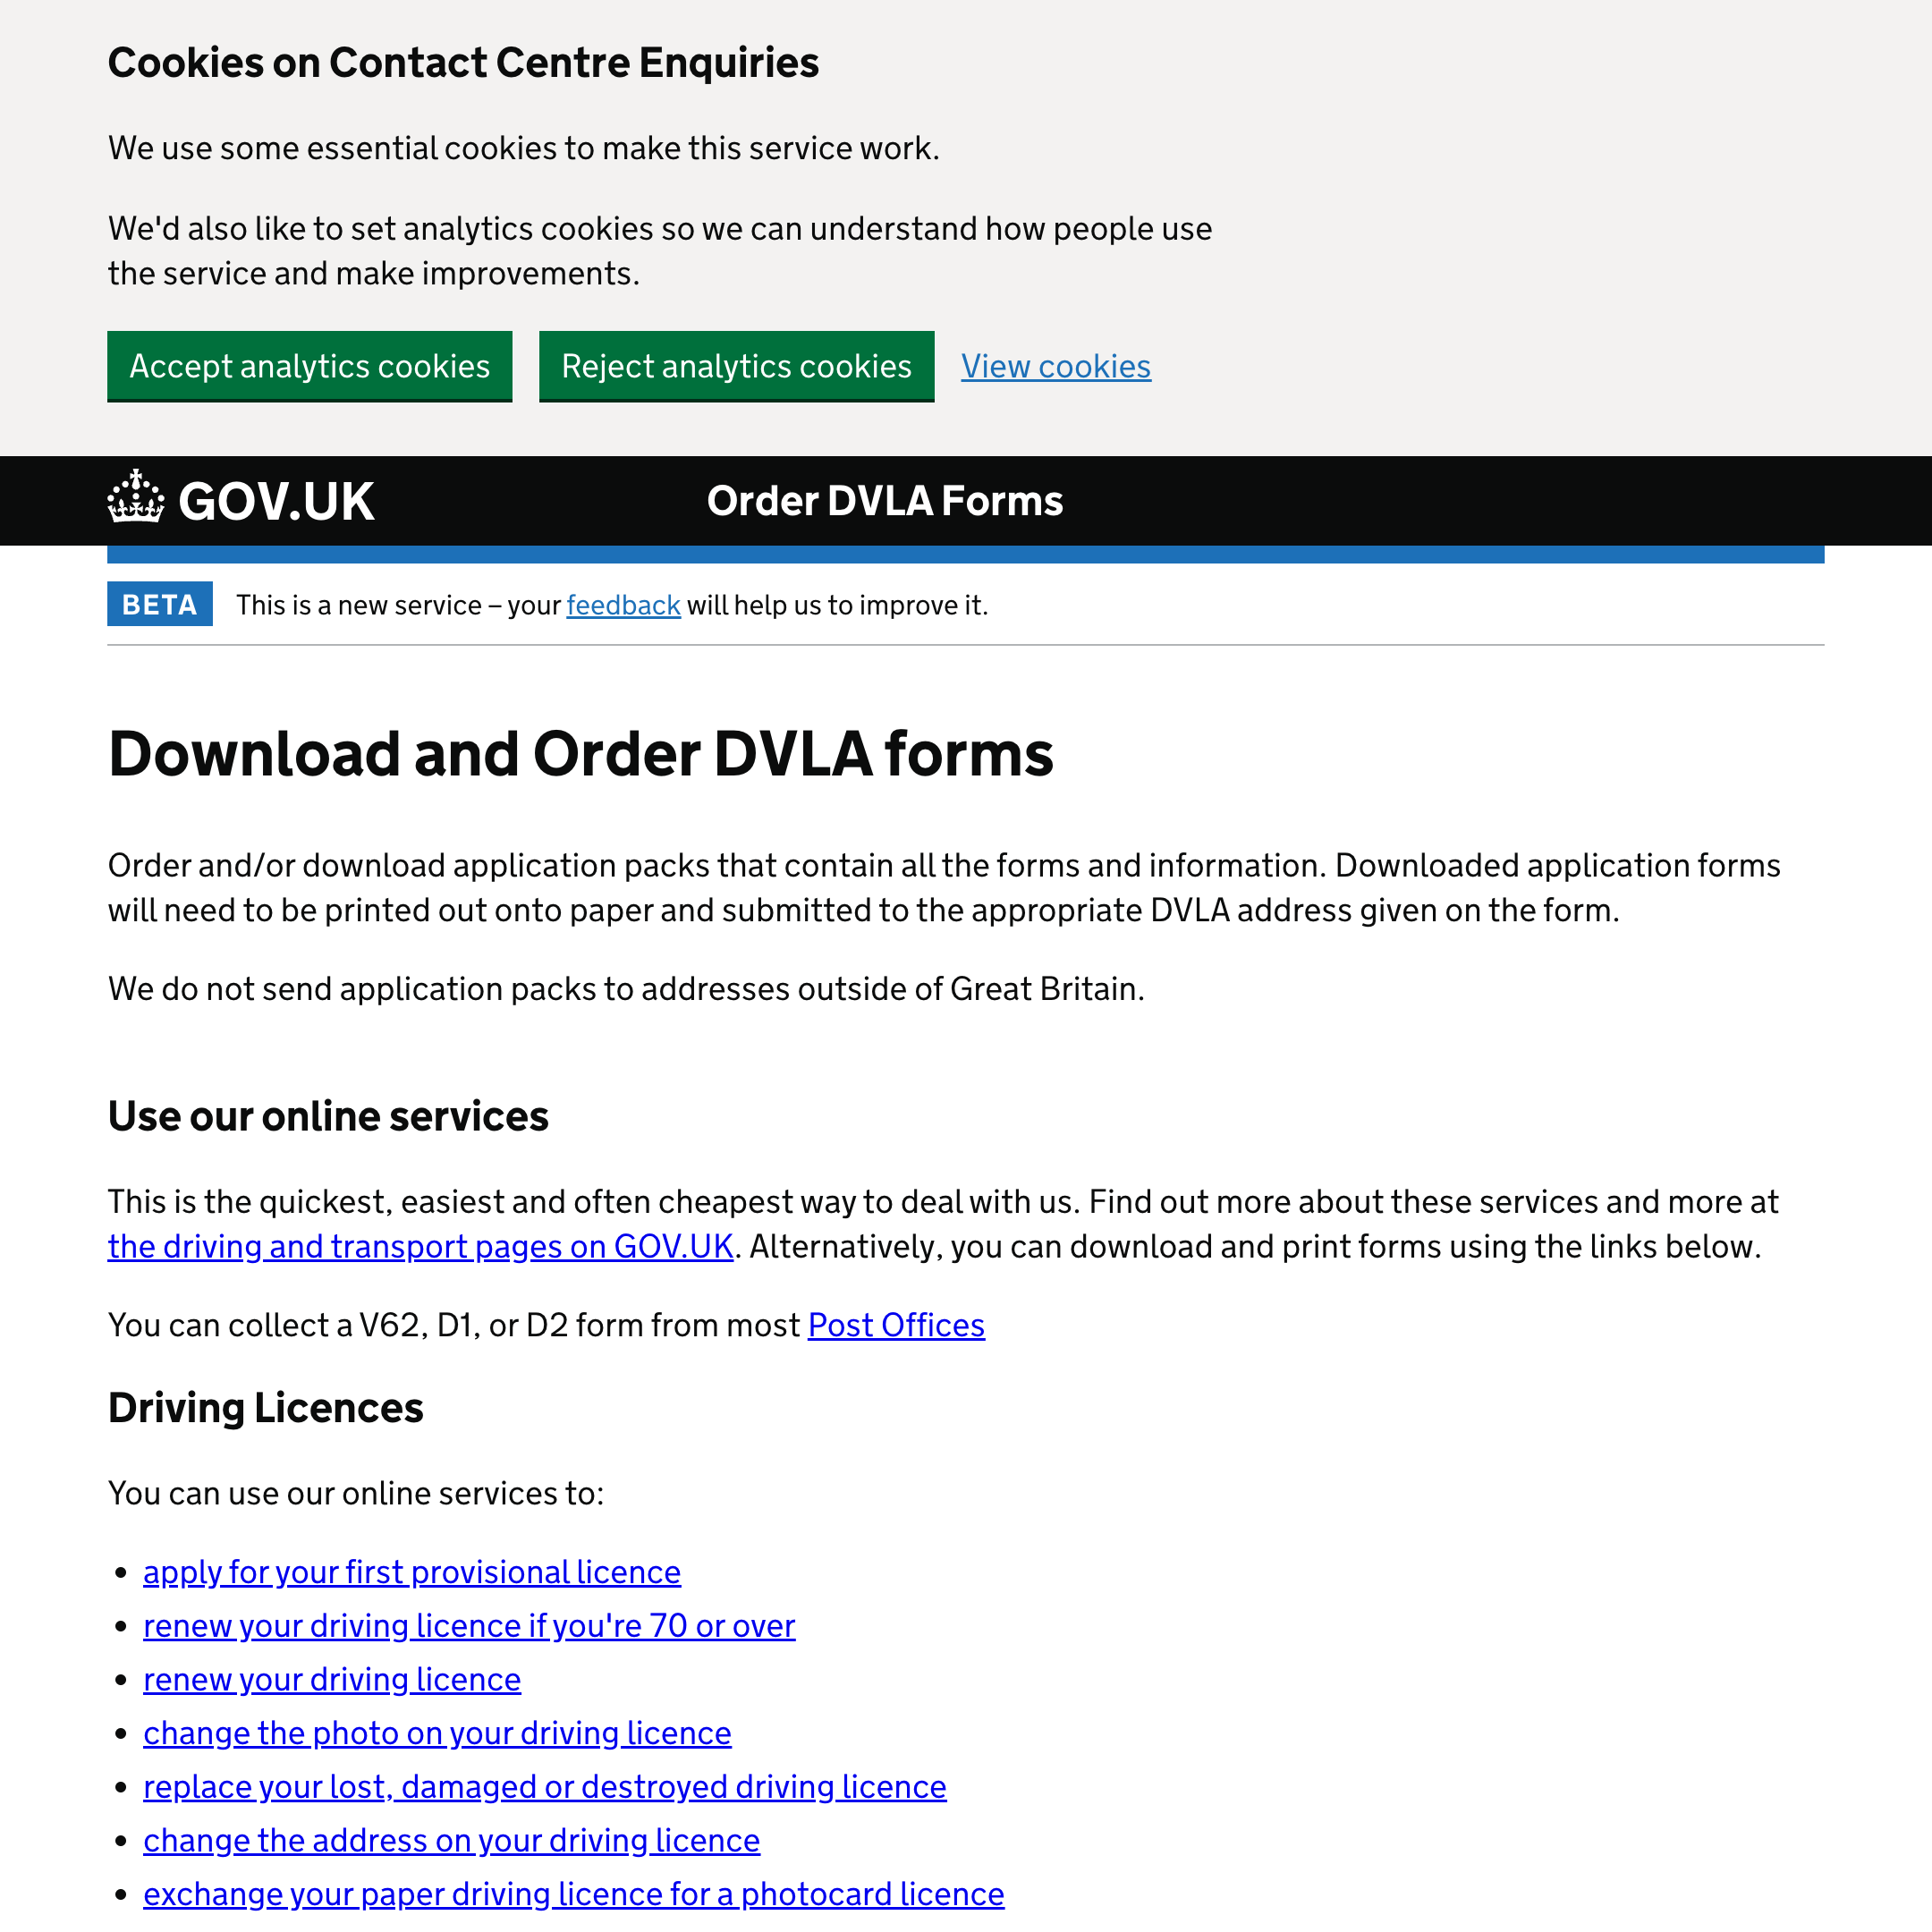 Cookies on Contact Centre Enquiries
We use some essential cookies to make this service work.
We'd also like to set analytics cookies so we can understand how people use
the service and make improvements.
Accept analytics cookies Reject analytics cookies View cookies
GOV.UK Order DVLA Forms
BETA This is a new service – your feedback will help us to improve it.
Download and Order DVLA forms
Order and/or download application packs that contain all the forms and information. Downloaded application forms
will need to be printed out onto paper and submitted to the appropriate DVLA address given on the form.
We do not send application packs to addresses outside of Great Britain.
Use our online services
This is the quickest, easiest and often cheapest way to deal with us. Find out more about these services and more at
the driving and transport pages on GOV.UK. Alternatively, you can download and print forms using the links below.
You can collect a V62, D1, or D2 form from most Post Offices
Driving Licences
You can use our online services to:
• apply for your first provisional licence
• renew your driving licence if you're 70 or over
• renew your driving licence
• change the photo on your driving licence
• replace your lost, damaged or destroyed driving licence
• change the address on your driving licence
• exchange your paper driving licence for a photocard licence